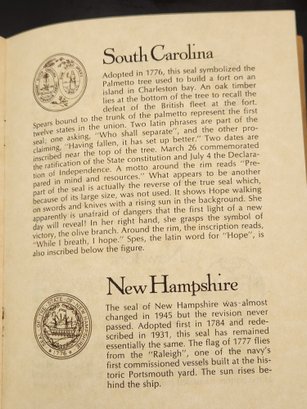 South Carolina
Adopted in 1776, this seal symbolized the
Palmetto tree used to build a fort on an
island in Charleston bay. An oak timber
lies at the bottom of the tree to recall the
defeat of the British fleet at the fort.
Spears bound to the trunk of the palmetto represent the first
twelve states in the union. Two latin phrases are part of the
seal; one asking, "Who shall separate", and the other pro-
claiming, "Having fallen, it has set up better." Two dates are
inscribed near the top of the tree. March 26 commemorated
the ratification of the State constitution and July 4 the Declara-
tion of Independence. A motto around the rim reads "Pre-
pared in mind and resources." What appears to be another
part of the seal is actually the reverse of the true seal which,
because of its large size, was not used. It shows Hope walking
on swords and knives with a rising sun in the background. She
apparently is unafraid of dangers that the first light of a new
day will reveal! In her right hand, she grasps the symbol of
victory, the olive branch. Around the rim, the inscription reads,
"While I breath, I hope." Spes, the latin word for "Hope", is
also inscribed below the figure.
New Hampshire
The seal of New Hampshire was almost
changed in 1945 but the revision never
passed. Adopted first in 1784 and rede-
scribed in 1931, this seal has remained
essentially the same. The flag of 1777 flies
from the "Raleigh", one of the navy's
first commissioned vessels built at the his-
toric Portsmouth yard. The sun rises be-
hind the ship.